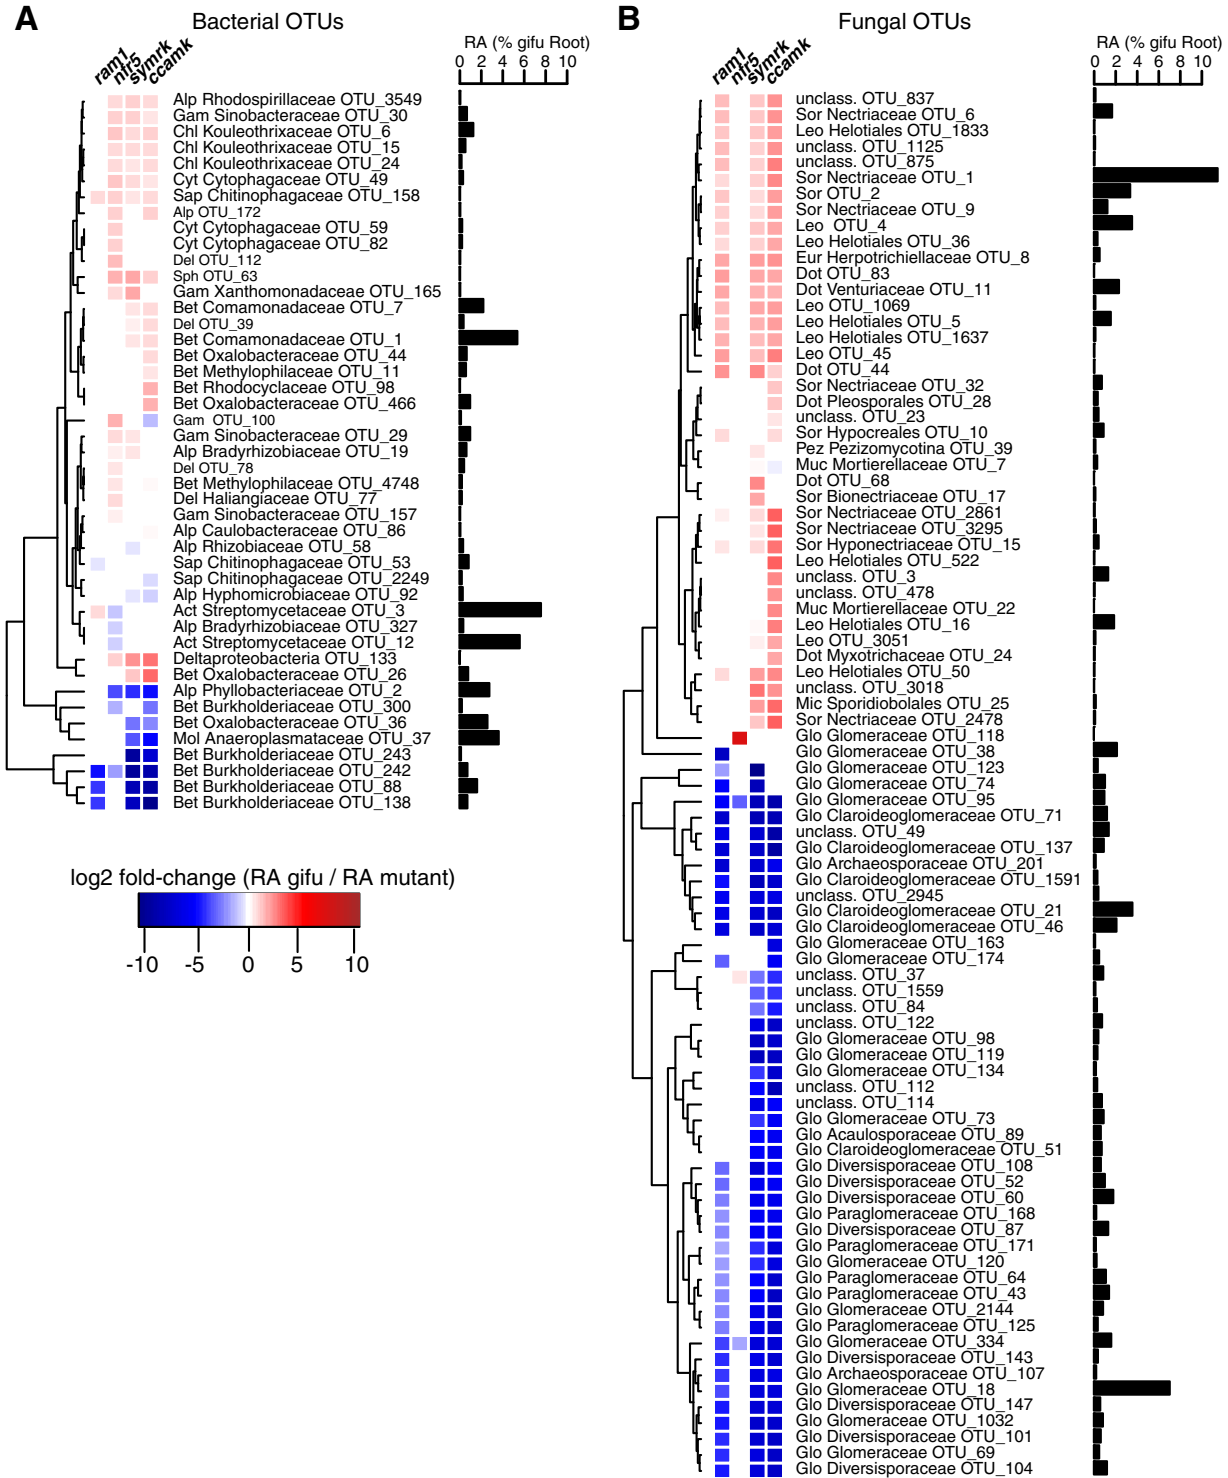 A
Bacterial OTUs
ram1
nfr5
symrk
ccamk
RA (% gifu Root)
0 2 4 6 8 10
Alp Rhodospirillaceae OTU_3549
Gam Sinobacteraceae OTU_30
Chl Kouleothrixaceae OTU_6
Chl Kouleothrixaceae OTU_15
Chl Kouleothrixaceae OTU_24
Cyt Cytophagaceae OTU_49
Sap Chitinophagaceae OTU_158
Alp OTU_172
Cyt Cytophagaceae OTU_59
Cyt Cytophagaceae OTU_82
Del OTU_112
Sph OTU_63
Gam Xanthomonadaceae OTU_165
Bet Comamonadaceae OTU_7
Del OTU_39
Bet Comamonadaceae OTU_1
Bet Oxalobacteraceae OTU_44
Bet Methylophilaceae OTU_11
Bet Rhodocyclaceae OTU_98
Bet Oxalobacteraceae OTU_466
Gam OTU_100
Gam Sinobacteraceae OTU_29
Alp Bradyrhizobiaceae OTU_19
Del OTU_78
Bet Methylophilaceae OTU_4748
Del Haliangiaceae OTU_77
Gam Sinobacteraceae OTU_157
Alp Caulobacteraceae OTU_86
Alp Rhizobiaceae OTU_58
Sap Chitinophagaceae OTU_53
Sap Chitinophagaceae OTU_2249
Alp Hyphomicrobiaceae OTU_92
Act Streptomycetaceae OTU_3
Alp Bradyrhizobiaceae OTU_327
Act Streptomycetaceae OTU_12
Deltaproteobacteria OTU_133
Bet Oxalobacteraceae OTU_26
Alp Phyllobacteriaceae OTU_2
Bet Burkholderiaceae OTU_300
Bet Oxalobacteraceae OTU_36
Mol Anaeroplasmataceae OTU_37
Bet Burkholderiaceae OTU_243
Bet Burkholderiaceae OTU_242
Bet Burkholderiaceae OTU_88
Bet Burkholderiaceae OTU_138
log2 fold-change (RA gifu / RA mutant)
-10 -5 0 5 10
B
Fungal OTUs
ram1
nfr5
symrk
ccamk
RA (% gifu Root)
0 2 4 6 8 10
unclass. OTU_837
Sor Nectriaceae OTU_6
Leo Helotiales OTU_1833
unclass. OTU_1125
unclass. OTU_875
Sor Nectriaceae OTU_1
Sor OTU_2
Sor Nectriaceae OTU_9
Leo OTU_4
Leo Helotiales OTU_36
Eur Herpotrichiellaceae OTU_8
Dot OTU_83
Dot Venturiaceae OTU_11
Leo OTU_1069
Leo Helotiales OTU_5
Leo Helotiales OTU_1637
Leo OTU_45
Dot OTU_44
Sor Nectriaceae OTU_32
Dot Pleosporales OTU_28
unclass. OTU_23
Sor Hypocreales OTU_10
Pez Pezizomycotina OTU_39
Muc Mortierellaceae OTU_7
Dot OTU_68
Sor Bionectriaceae OTU_17
Sor Nectriaceae OTU_2861
Sor Nectriaceae OTU_3295
Sor Hyponectriaceae OTU_15
Leo Helotiales OTU_522
unclass. OTU_3
unclass. OTU_478
Muc Mortierellaceae OTU_22
Leo Helotiales OTU_16
Leo OTU_3051
Dot Myxotrichaceae OTU_24
Leo Helotiales OTU_50
unclass. OTU_3018
Mic Sporidiobolales OTU_25
Sor Nectriaceae OTU_2478
Glo Glomeraceae OTU_118
Glo Glomeraceae OTU_38
Glo Glomeraceae OTU_123
Glo Glomeraceae OTU_74
Glo Glomeraceae OTU_95
Glo Claroideoglomeraceae OTU_71
unclass. OTU_49
Glo Claroideoglomeraceae OTU_137
Glo Archaeosporaceae OTU_201
Glo Claroideoglomeraceae OTU_1591
unclass. OTU_2945
Glo Claroideoglomeraceae OTU_21
Glo Claroideoglomeraceae OTU_46
Glo Glomeraceae OTU_163
Glo Glomeraceae OTU_174
unclass. OTU_37
unclass. OTU_1559
unclass. OTU_84
unclass. OTU_122
Glo Glomeraceae OTU_98
Glo Glomeraceae OTU_119
Glo Glomeraceae OTU_134
unclass. OTU_112
unclass. OTU_114
Glo Glomeraceae OTU_73
Glo Acaulosporaceae OTU_89
Glo Claroideoglomeraceae OTU_51
Glo Diversisporaceae OTU_108
Glo Diversisporaceae OTU_52
Glo Diversisporaceae OTU_60
Glo Paraglomeraceae OTU_168
Glo Diversisporaceae OTU_87
Glo Paraglomeraceae OTU_171
Glo Glomeraceae OTU_120
Glo Paraglomeraceae OTU_64
Glo Paraglomeraceae OTU_43
Glo Glomeraceae OTU_2144
Glo Paraglomeraceae OTU_125
Glo Glomeraceae OTU_334
Glo Diversisporaceae OTU_143
Glo Archaeosporaceae OTU_107
Glo Glomeraceae OTU_18
Glo Diversisporaceae OTU_147
Glo Glomeraceae OTU_1032
Glo Diversisporaceae OTU_101
Glo Glomeraceae OTU_69
Glo Diversisporaceae OTU_104